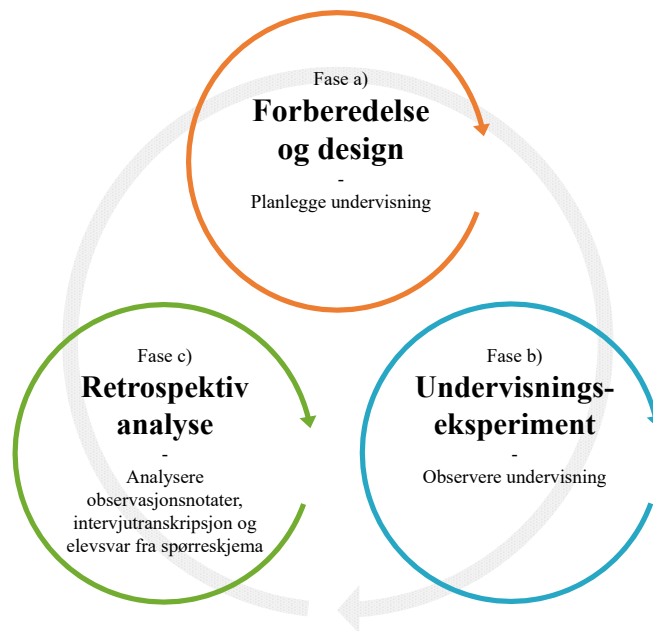 Fase a)
Forberedelse
og design
-
Planlegge undervisning
Fase c)
Retrospektiv
analyse
-
Analysere
observasjonsnotater,
intervjutranskripsjon og
elevsvar fra spørreskjema
Fase b)
Undervisnings-
eksperiment
-
Observere undervisning